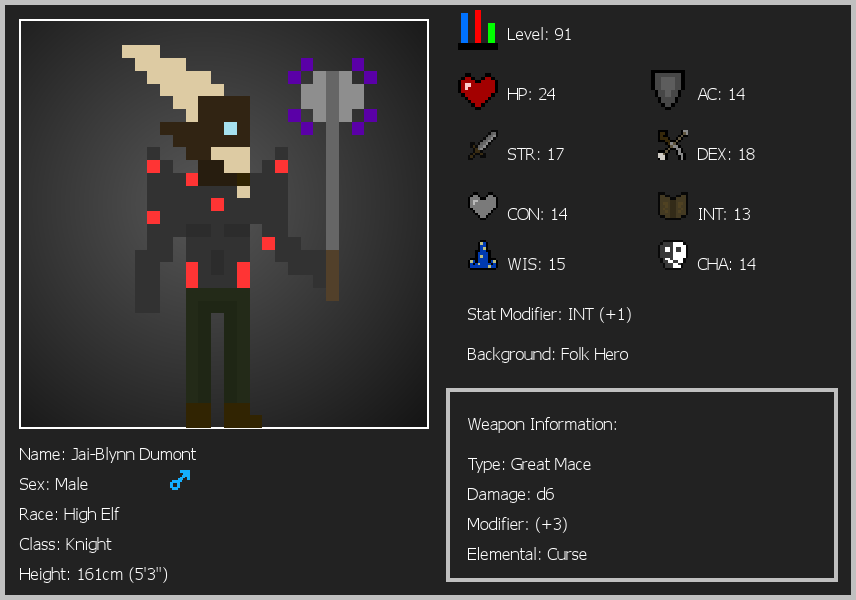 Level: 91
HP: 24
AC: 14
STR: 17
DEX: 18
CON: 14
INT: 13
WIS: 15
CHA: 14
Stat Modifier: INT (+1)
Background: Folk Hero
Weapon Information:
Type: Great Mace
Damage: d6
Modifier: (+3)
Elemental: Curse
Name: Jai-Blynn Dumont
Sex: Male
Race: High Elf
Class: Knight
Height: 161cm (5'3")